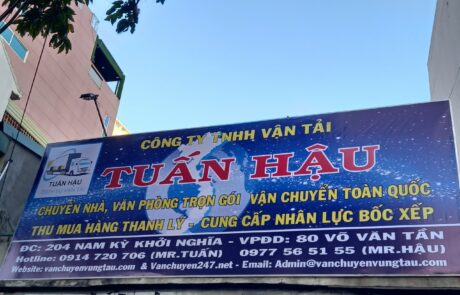 CÔNG TY TNHH VẬN TẢI
TUẤN HẬU
TUẤN HẬU
CHUYỂN NHÀ, VĂN PHÒNG TRỌN GÓI VẬN CHUYỂN TOÀN QUỐC
THU MUA HÀNG THANH LÝ - CUNG CẤP NHÂN LỰC BỐC XẾP
ĐC: 204 NAM KỲ KHỞI NGHĨA - VPĐD: 80 VÕ VĂN TẦN
Hotline: 0914 720 706 (MR.TUẤN) 0977 56 51 55 (MR.HẬU)
Website: vanchuyenvungtau.com & Vanchuyen247.net - Email: Admin@vanchuyenvungtau.com